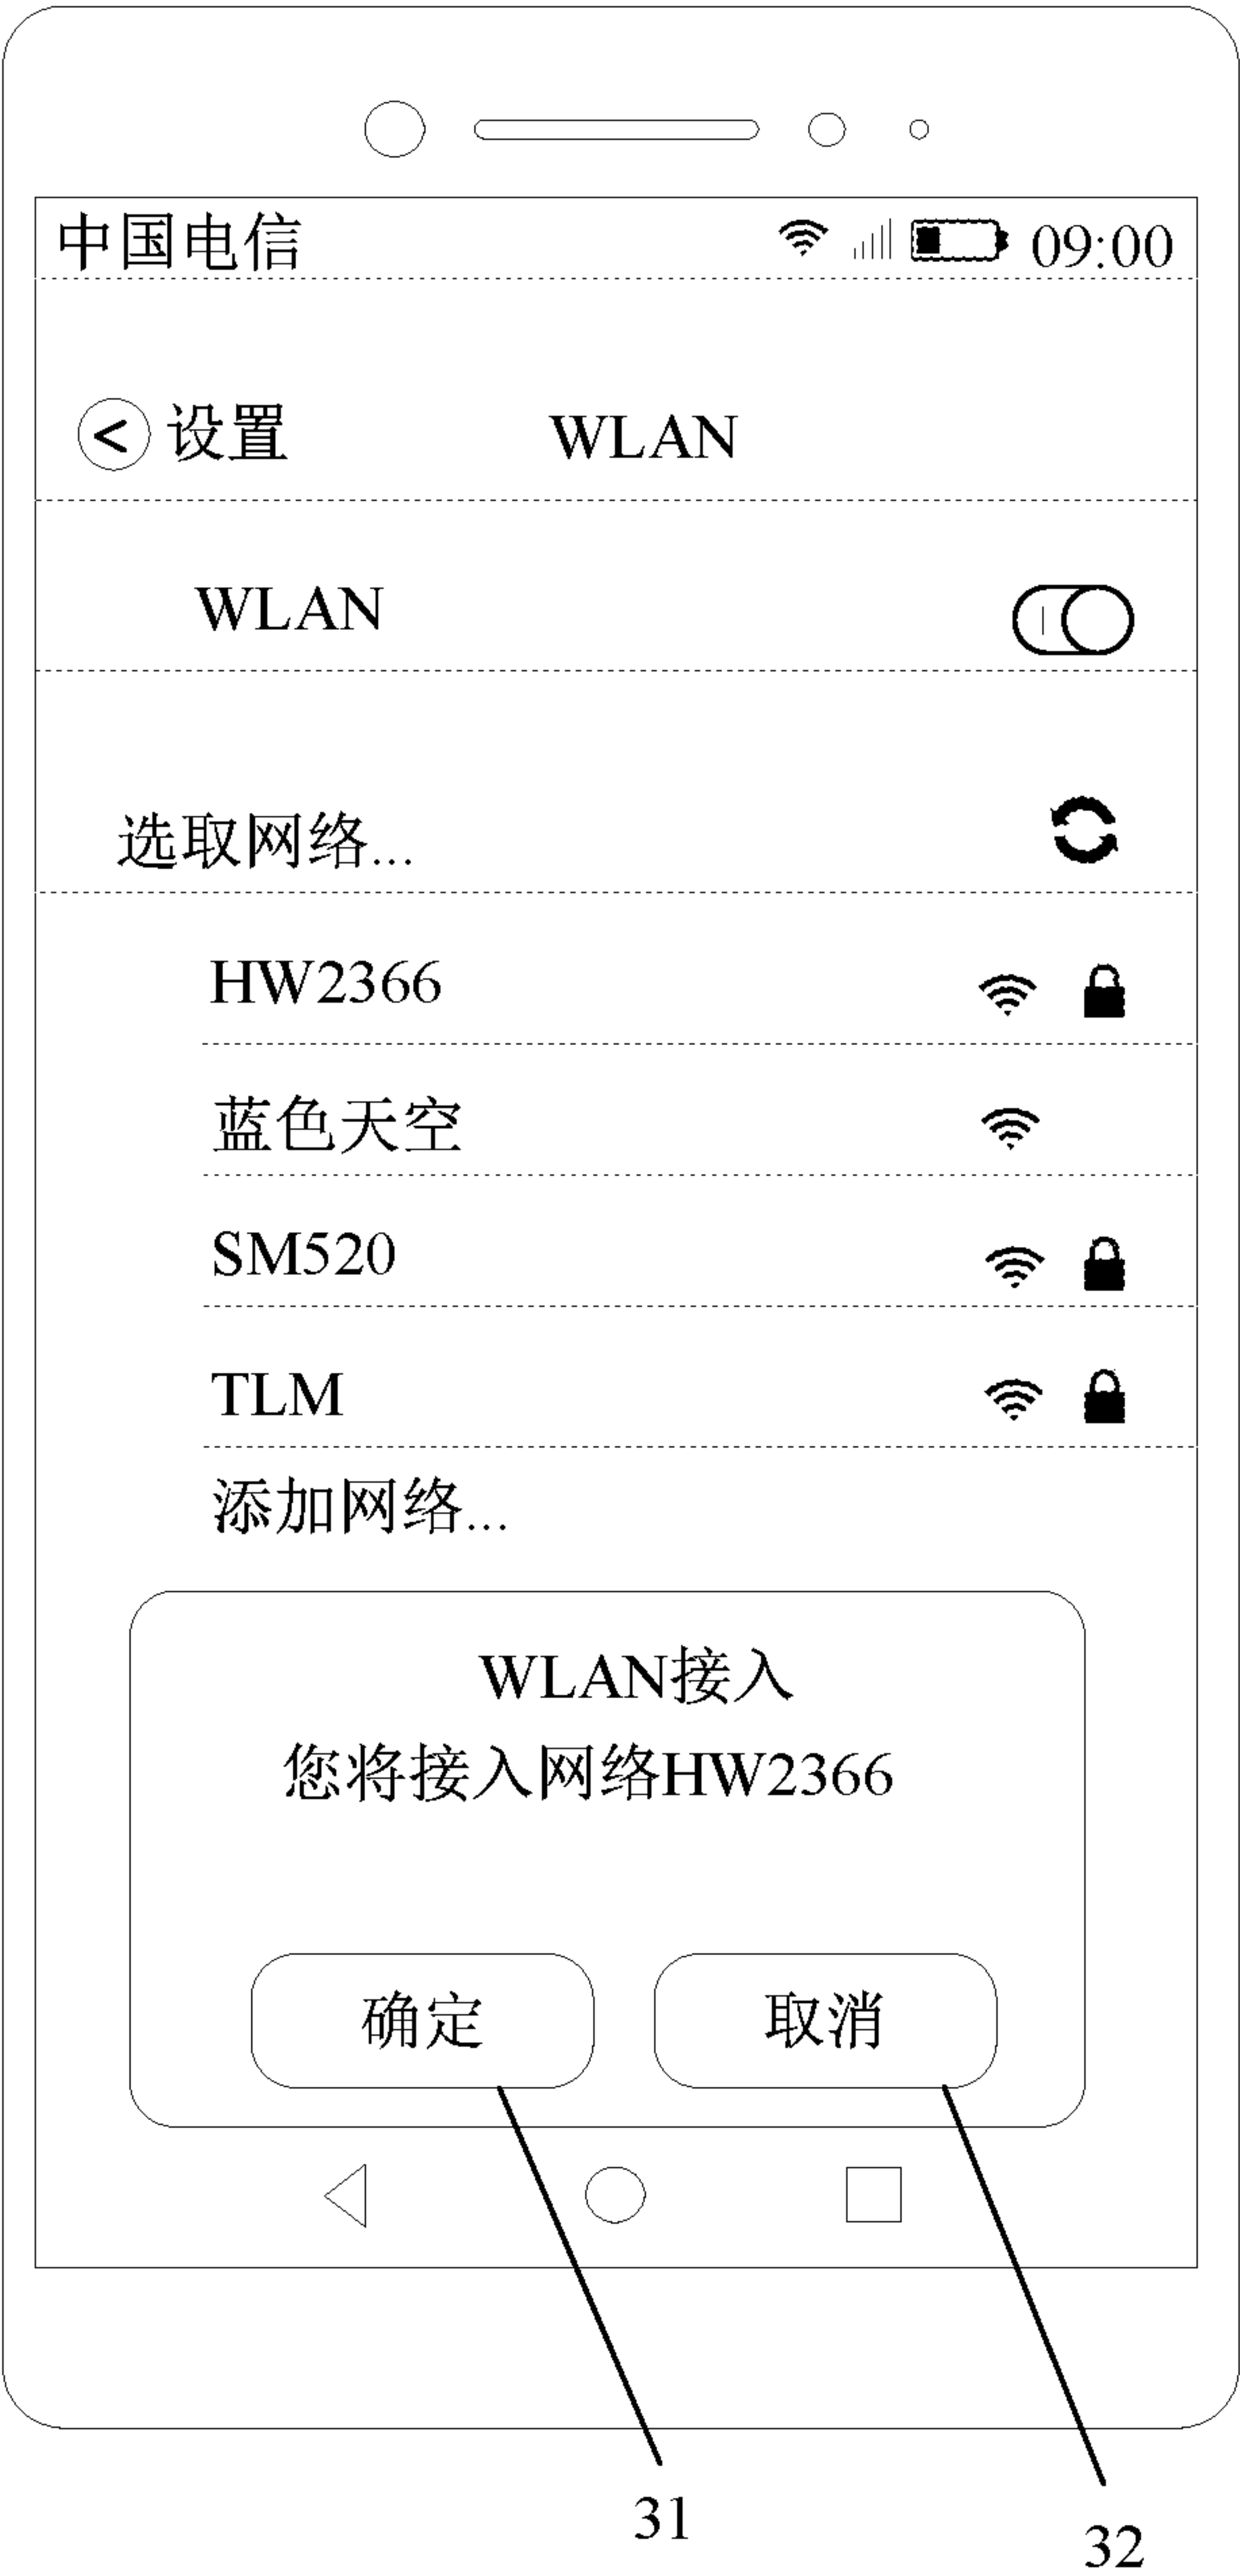 中国电信 09:00
< 设置 WLAN
WLAN
选取网络...
HW2366
蓝色天空
SM520
TLM
添加网络...
WLAN接入
您将接入网络HW2366
确定 取消
31
32